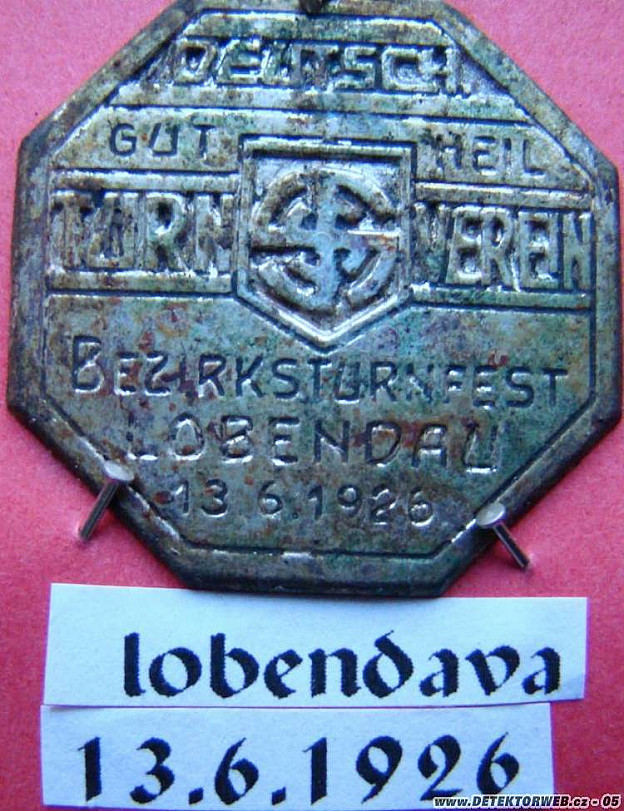 DEUTSCH.
GUT HEIL
TURN VEREIN
BEZIRKSTURNFEST
LOBENDAU
13 6.1926
lobendava
13.6.1926
www.DETEKTORWEB.cz - 05